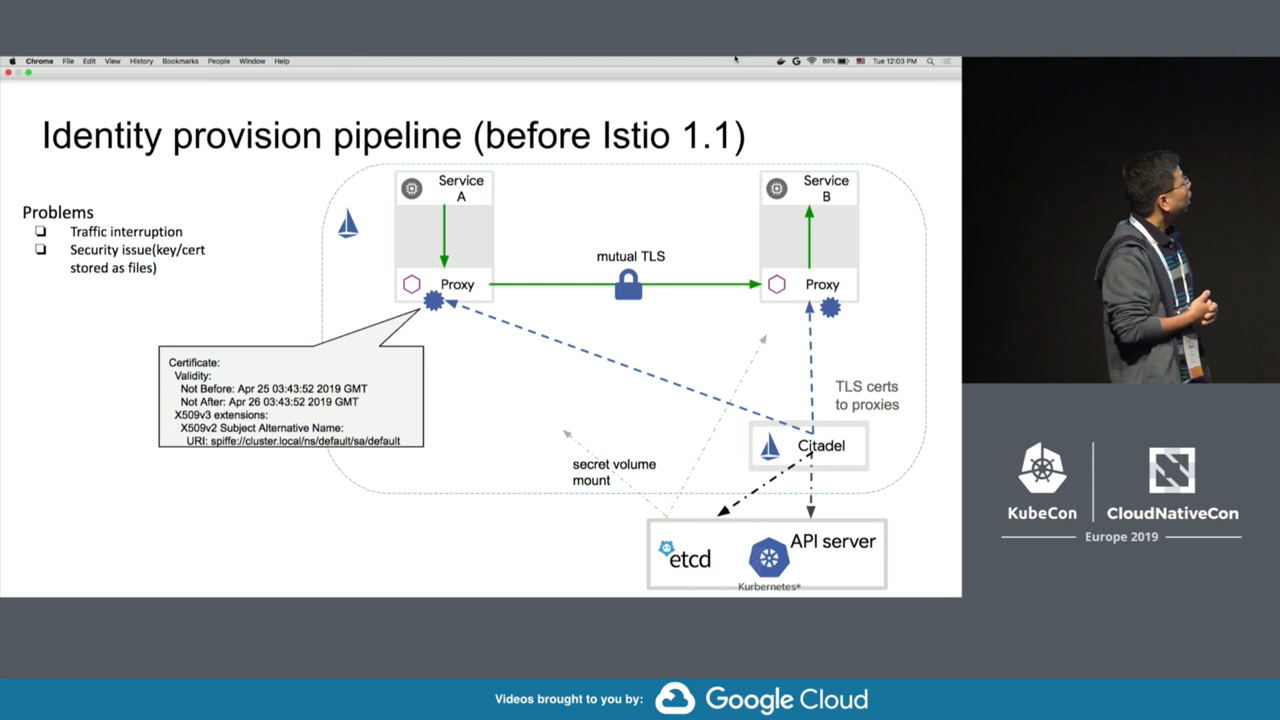 Chrome File Edit View History Bookmarks People Window Help
89% Tue 12:03 PM
Identity provision pipeline (before Istio 1.1)
Problems
Traffic interruption
Security issue(key/cert
stored as files)
Service
A
Proxy
mutual TLS
Service
B
Proxy
Certificate:
Validity:
Not Before: Apr 25 03:43:52 2019 GMT
Not After: Apr 26 03:43:52 2019 GMT
X509v3 extensions:
X509v2 Subject Alternative Name:
URI: spiffe://cluster.local/ns/default/sa/default
TLS certs
to proxies
Citadel
secret volume
mount
etcd
API server
Kurbernetes*
KubeCon
CloudNativeCon
Europe 2019
Videos brought to you by:
Google Cloud